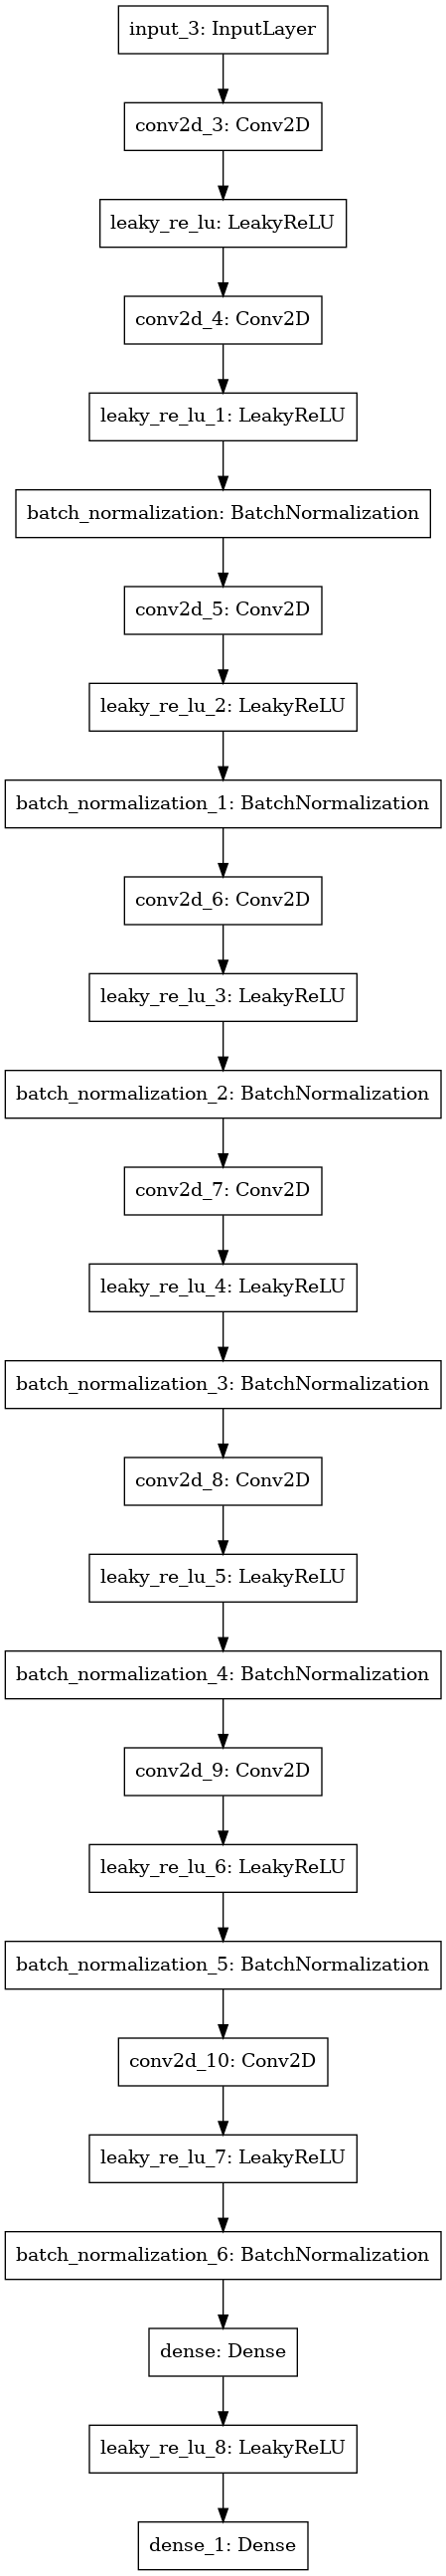 input_3: InputLayer
conv2d_3: Conv2D
leaky_re_lu: LeakyReLU
conv2d_4: Conv2D
leaky_re_lu_1: LeakyReLU
batch_normalization: BatchNormalization
conv2d_5: Conv2D
leaky_re_lu_2: LeakyReLU
batch_normalization_1: BatchNormalization
conv2d_6: Conv2D
leaky_re_lu_3: LeakyReLU
batch_normalization_2: BatchNormalization
conv2d_7: Conv2D
leaky_re_lu_4: LeakyReLU
batch_normalization_3: BatchNormalization
conv2d_8: Conv2D
leaky_re_lu_5: LeakyReLU
batch_normalization_4: BatchNormalization
conv2d_9: Conv2D
leaky_re_lu_6: LeakyReLU
batch_normalization_5: BatchNormalization
conv2d_10: Conv2D
leaky_re_lu_7: LeakyReLU
batch_normalization_6: BatchNormalization
dense: Dense
leaky_re_lu_8: LeakyReLU
dense_1: Dense